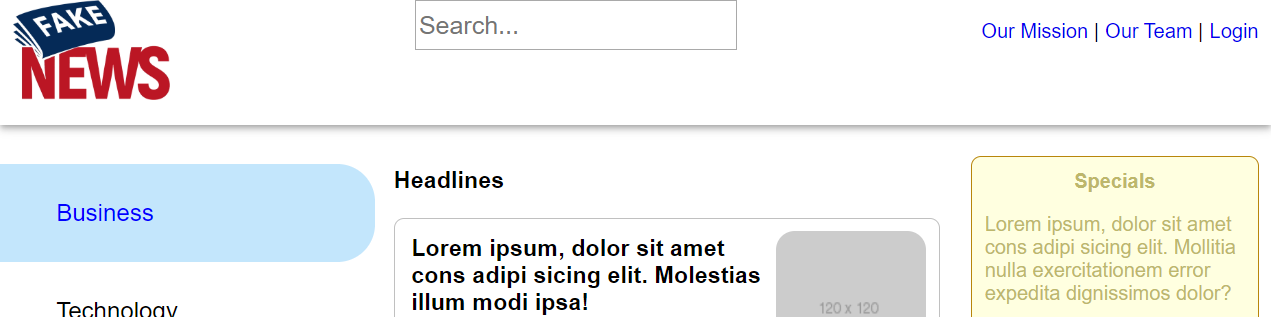 FAKE
NEWS
Search...
Our Mission | Our Team | Login
Business
Technology
Headlines
Lorem ipsum, dolor sit amet
cons adipi sicing elit. Molestias
illum modi ipsa!
120 x 120
Specials
Lorem ipsum, dolor sit amet
cons adipi sicing elit. Mollitia
nulla exercitationem error
expedita dignissimos dolor?